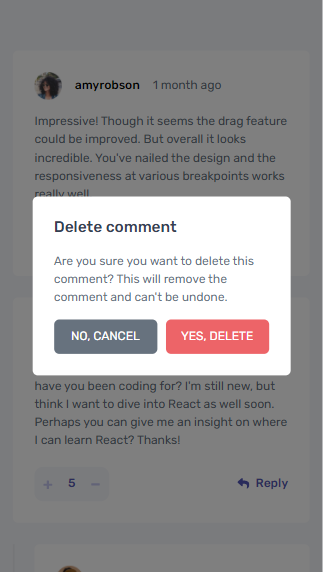 amyrobson 1 month ago
Impressive! Though it seems the drag feature
could be improved. But overall it looks
incredible. You've nailed the design and the
responsiveness at various breakpoints works
really well.
Delete comment
Are you sure you want to delete this
comment? This will remove the
comment and can't be undone.
NO, CANCEL YES, DELETE
have you been coding for? I'm still new, but
think I want to dive into React as well soon.
Perhaps you can give me an insight on where
I can learn React? Thanks!
+ 5 − Reply